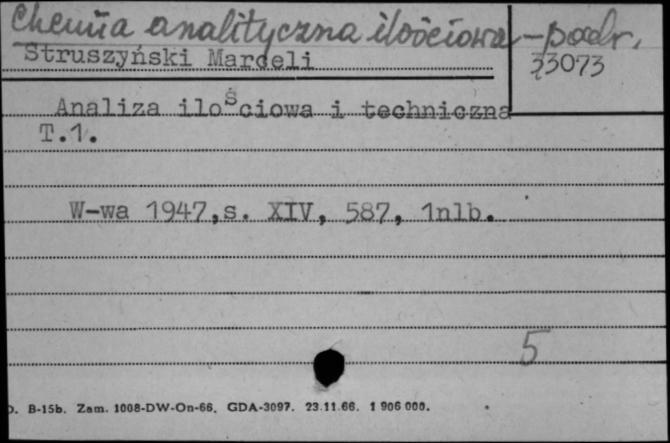 Chemia analityczna ilościowa - podr.
Struszyński Marceli
33073
Analiza ilościowa i techniczna
T.1.
W-wa 1947, s. XIV, 587, 1nlb.
5
D. B-15b. Zam. 1008-DW-On-66. GDA-3097. 23.11.66. 1 906 000.